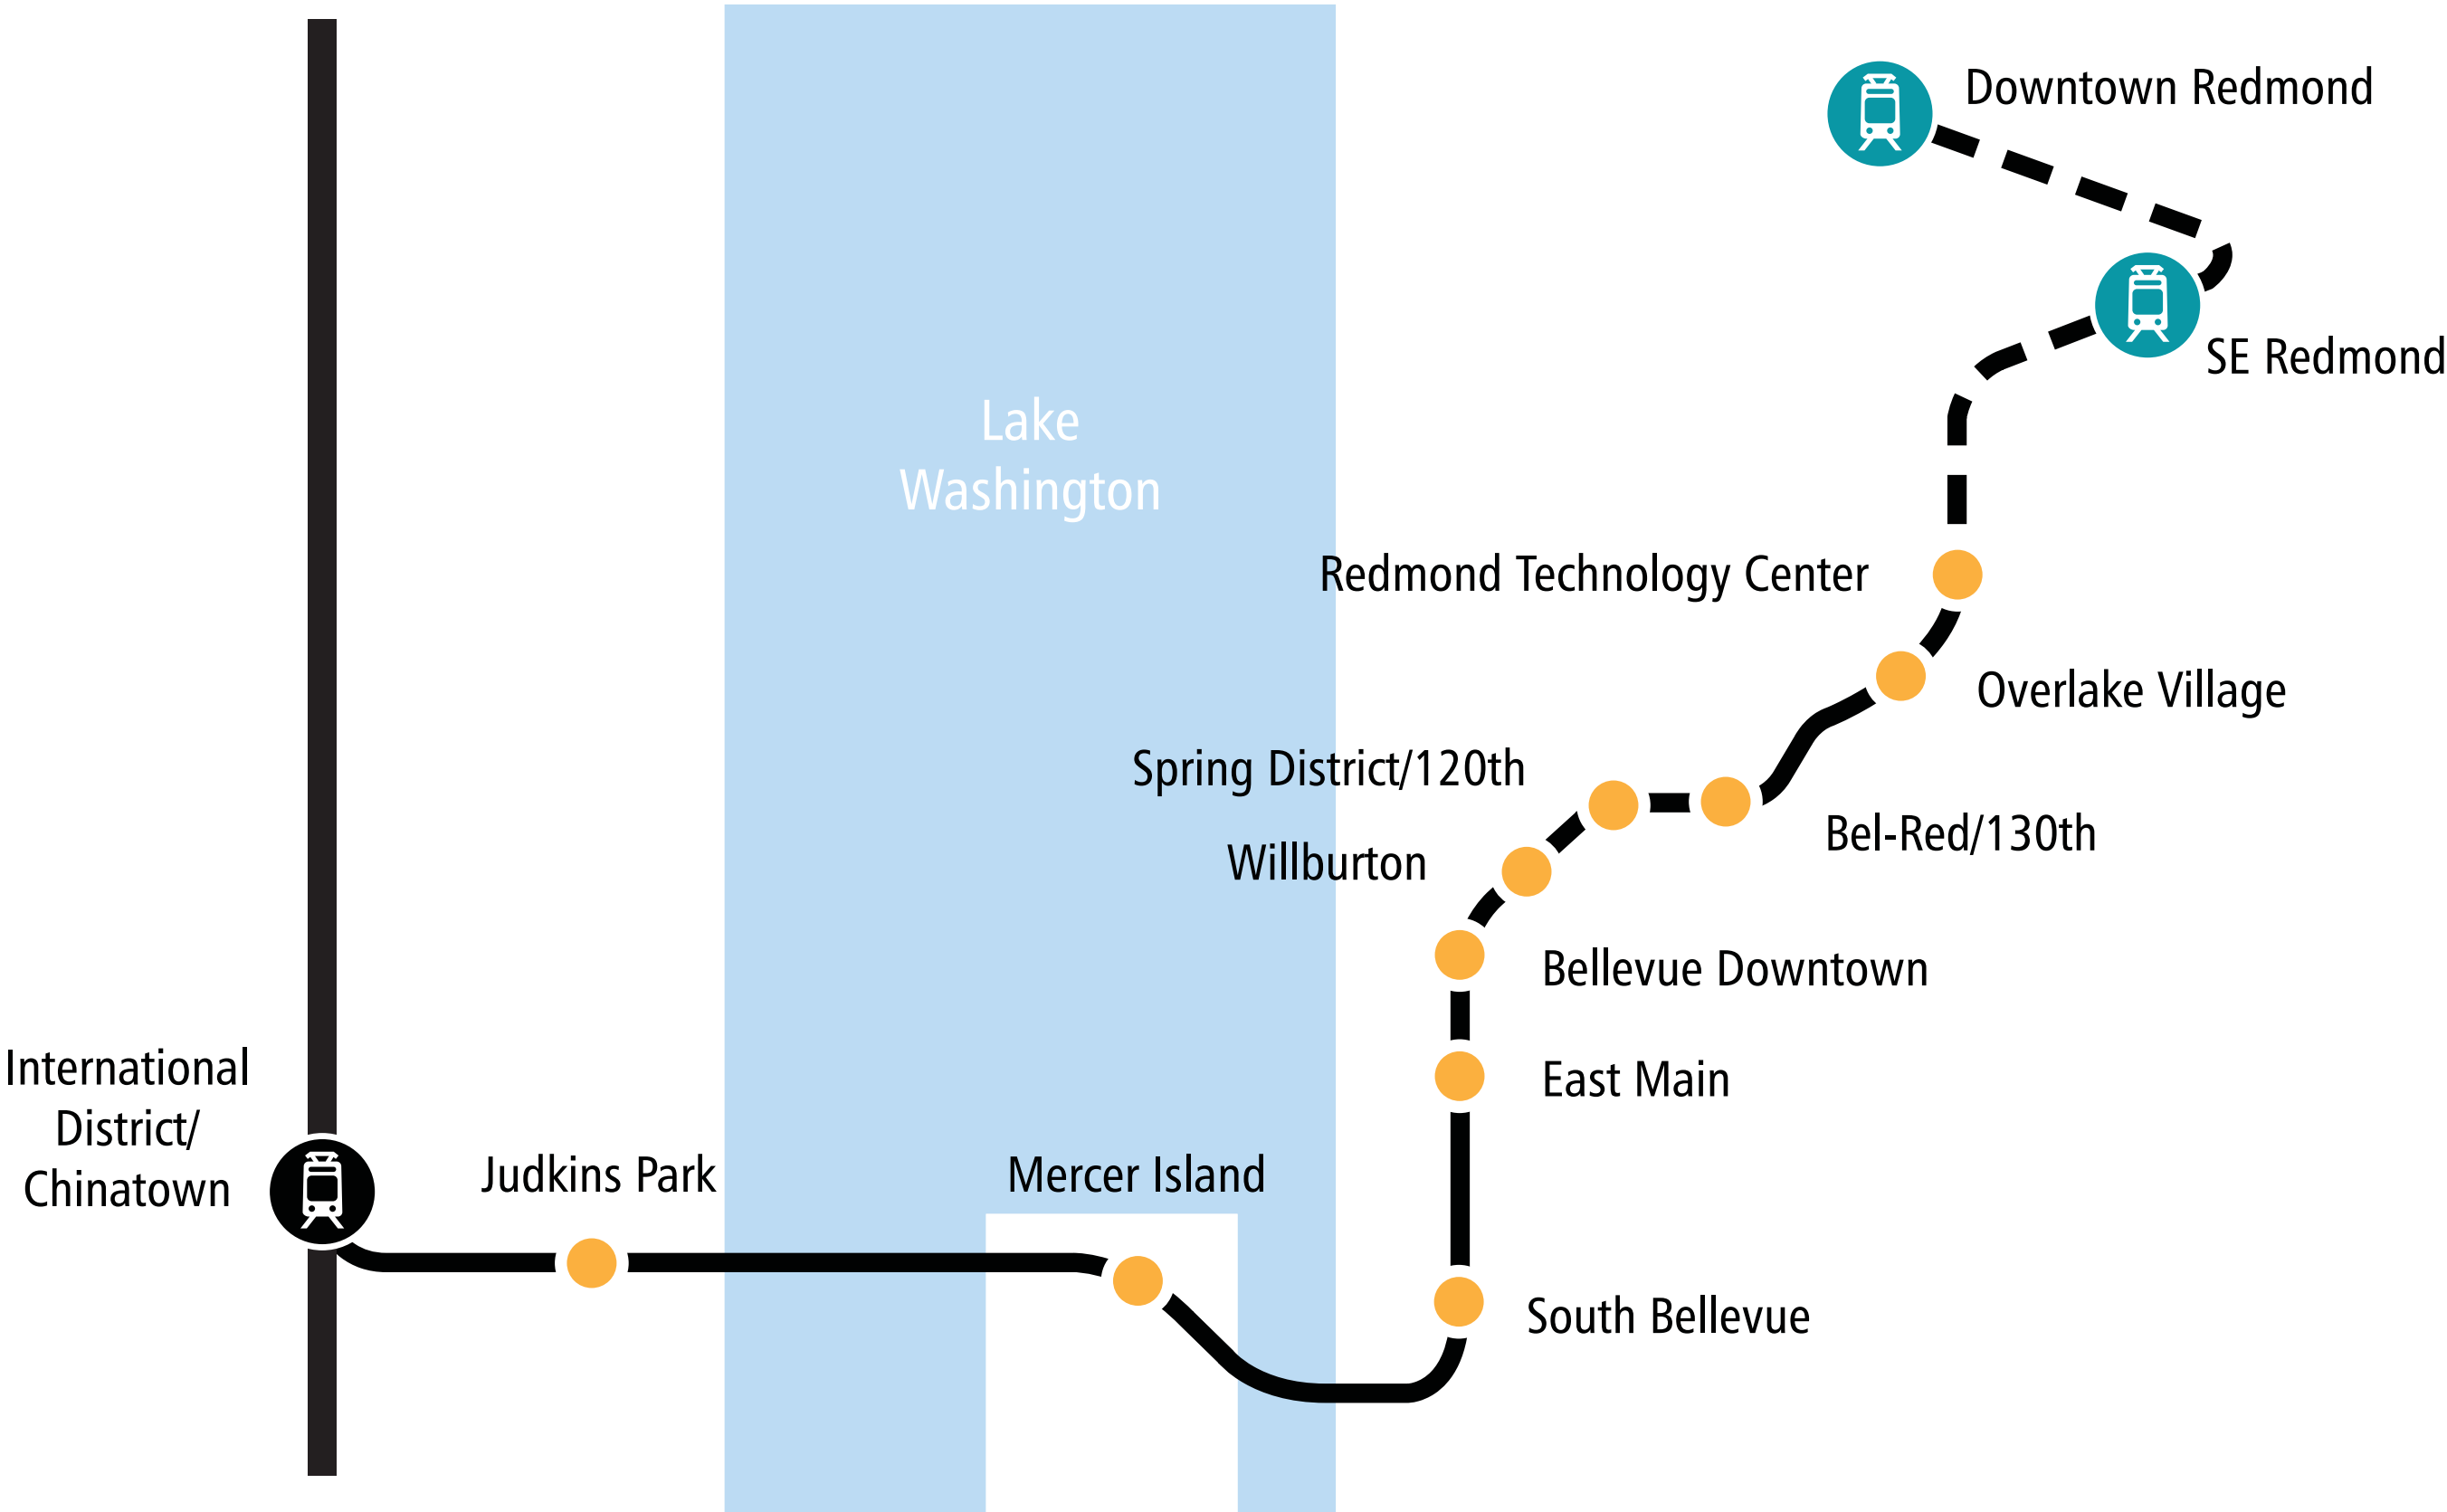 Downtown Redmond
SE Redmond
Lake
Washington
Redmond Technology Center
Overlake Village
Spring District/120th
Bel-Red/130th
Willburton
Bellevue Downtown
East Main
International
District/
Chinatown
Judkins Park
Mercer Island
South Bellevue